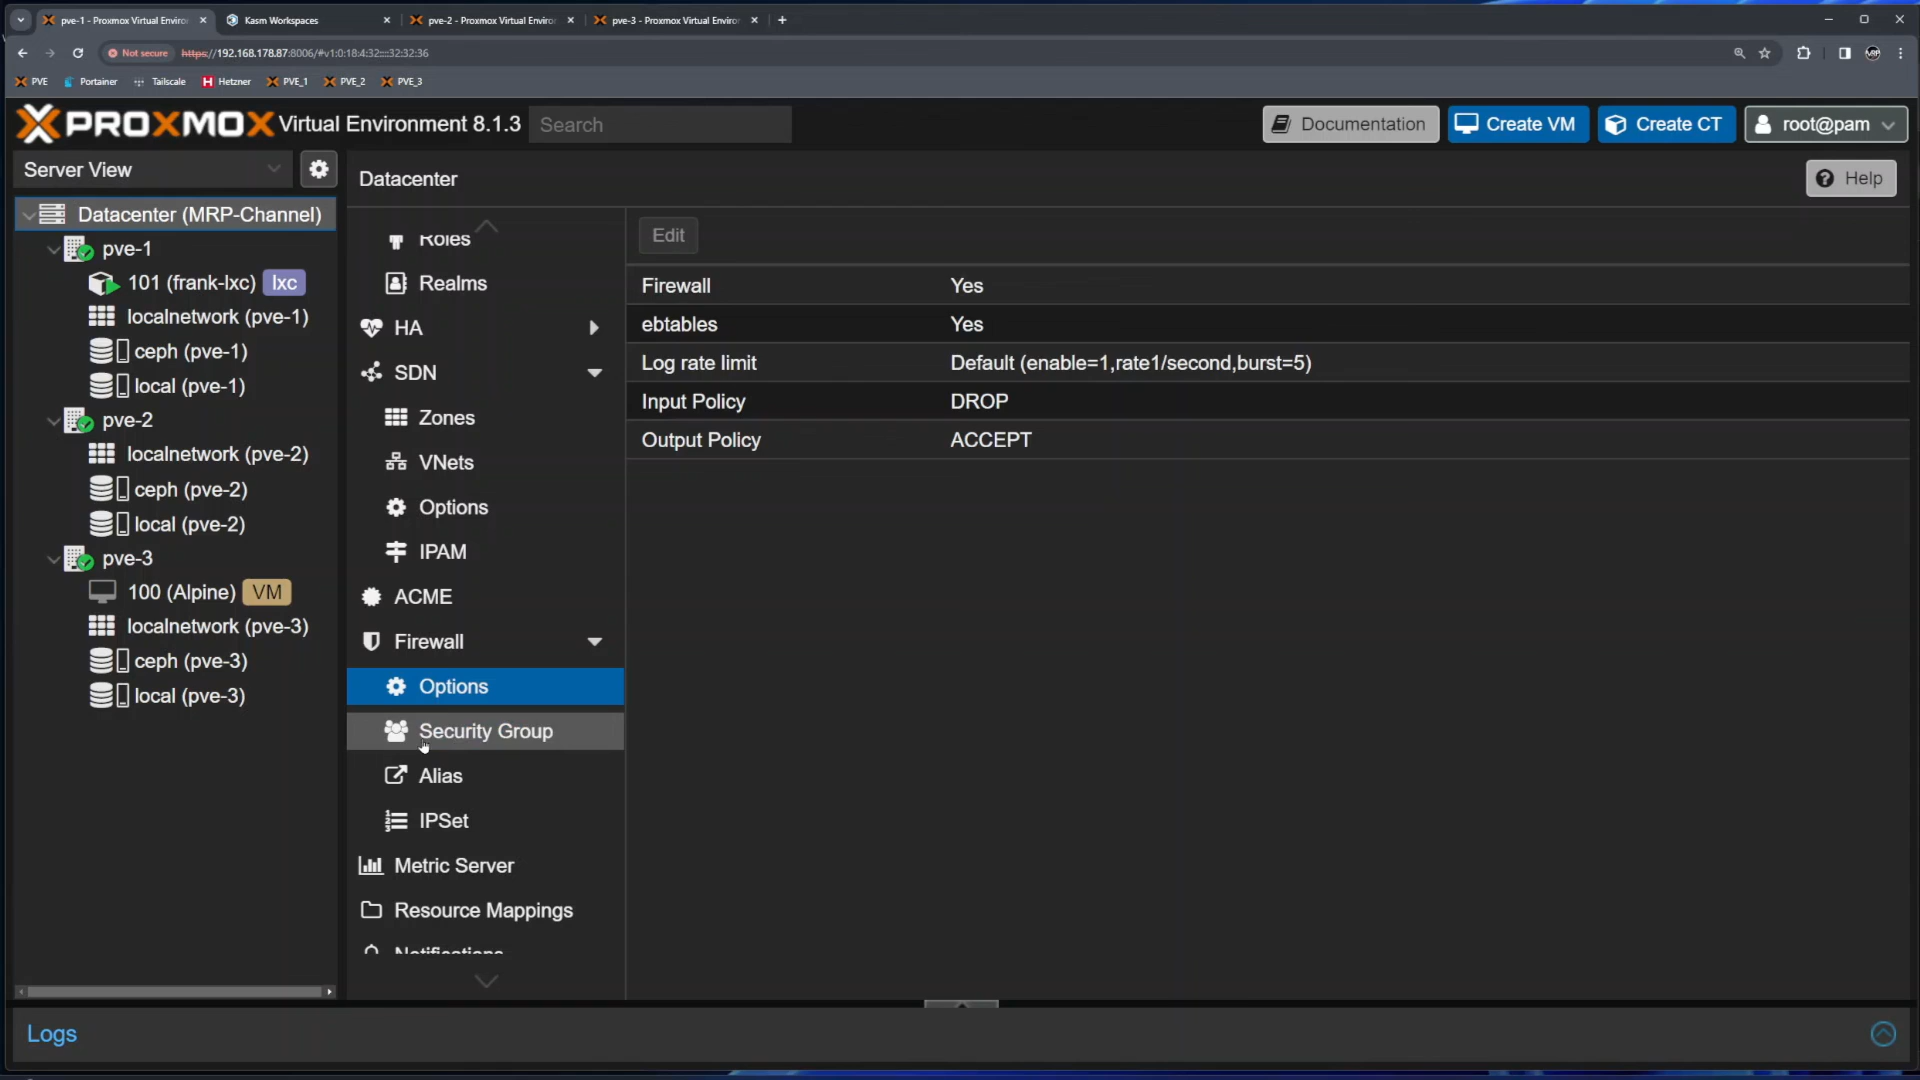 pve-1 - Proxmox Virtual Enviro
Kasm Workspaces
pve-2 - Proxmox Virtual Enviro
pve-3 - Proxmox Virtual Enviro
Not secure
https://192.168.178.87:8006/#v1:0:18:4:32::::32:32:36
PVE
Portainer
Tailscale
Hetzner
PVE_1
PVE_2
PVE_3
PROXMOX Virtual Environment 8.1.3
Search
Documentation
Create VM
Create CT
root@pam
Server View
Datacenter
Help
Datacenter (MRP-Channel)
pve-1
101 (frank-lxc) lxc
localnetwork (pve-1)
ceph (pve-1)
local (pve-1)
pve-2
localnetwork (pve-2)
ceph (pve-2)
local (pve-2)
pve-3
100 (Alpine) VM
localnetwork (pve-3)
ceph (pve-3)
local (pve-3)
Roles
Realms
HA
SDN
Zones
VNets
Options
IPAM
ACME
Firewall
Options
Security Group
Alias
IPSet
Metric Server
Resource Mappings
Notifications
Edit
Firewall Yes
ebtables Yes
Log rate limit Default (enable=1,rate1/second,burst=5)
Input Policy DROP
Output Policy ACCEPT
Logs